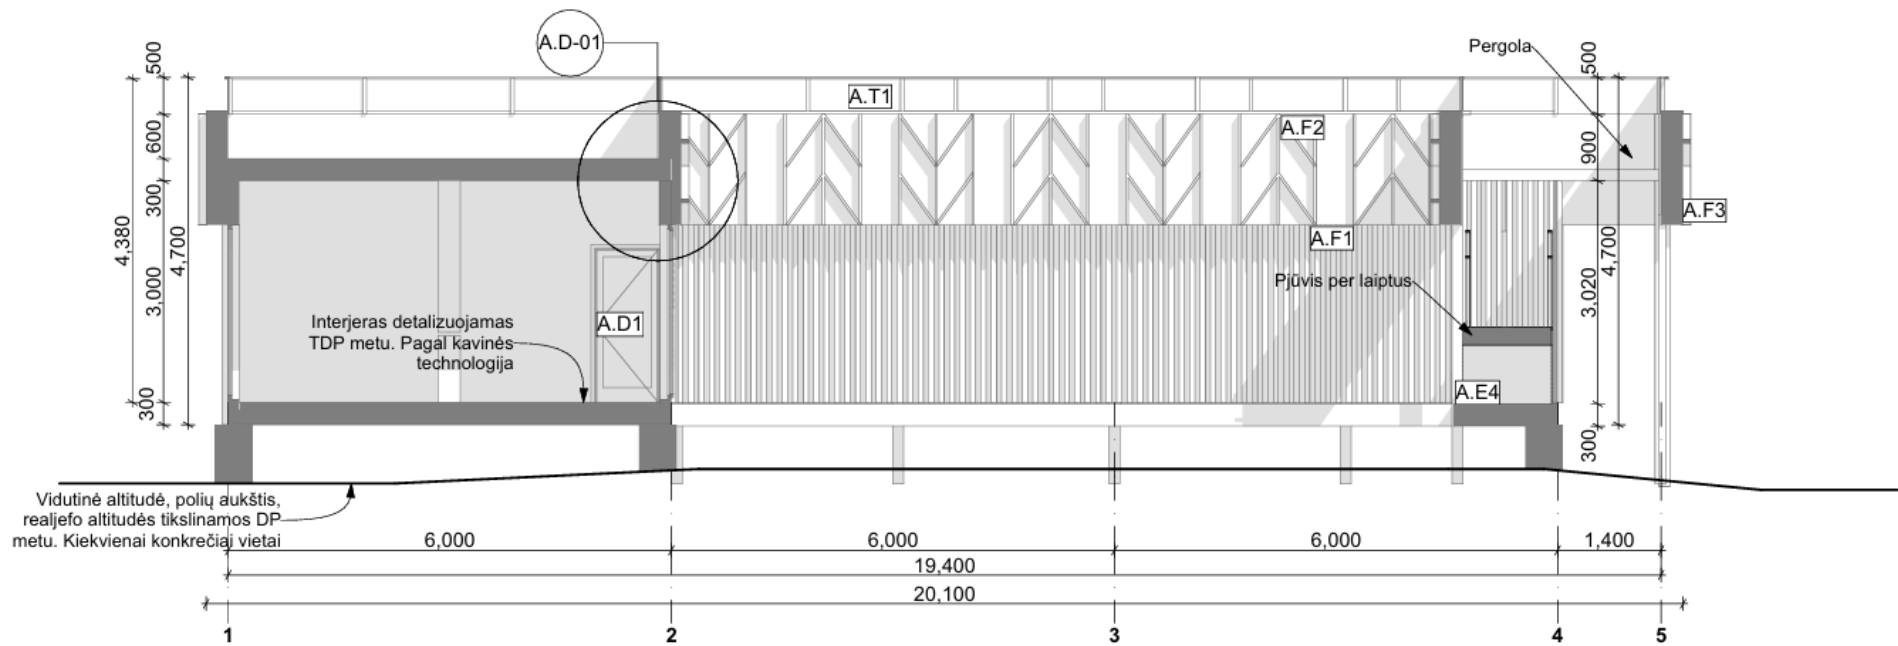 A.D-01
Pergola
500
600
300
3,000
300
4,380
4,700
A.T1
A.F2
A.F1
A.F3
500
900
3,020
300
4,700
Pjūvis per laiptus
A.D1
A.E4
Interjeras detalizuojamas
TDP metu. Pagal kavinės
technologija
Vidutinė altitudė, polių aukštis,
realjefo altitudės tikslinamos DP
metu. Kiekvienai konkrečiai vietai
6,000
6,000
6,000
1,400
19,400
20,100
1
2
3
4
5